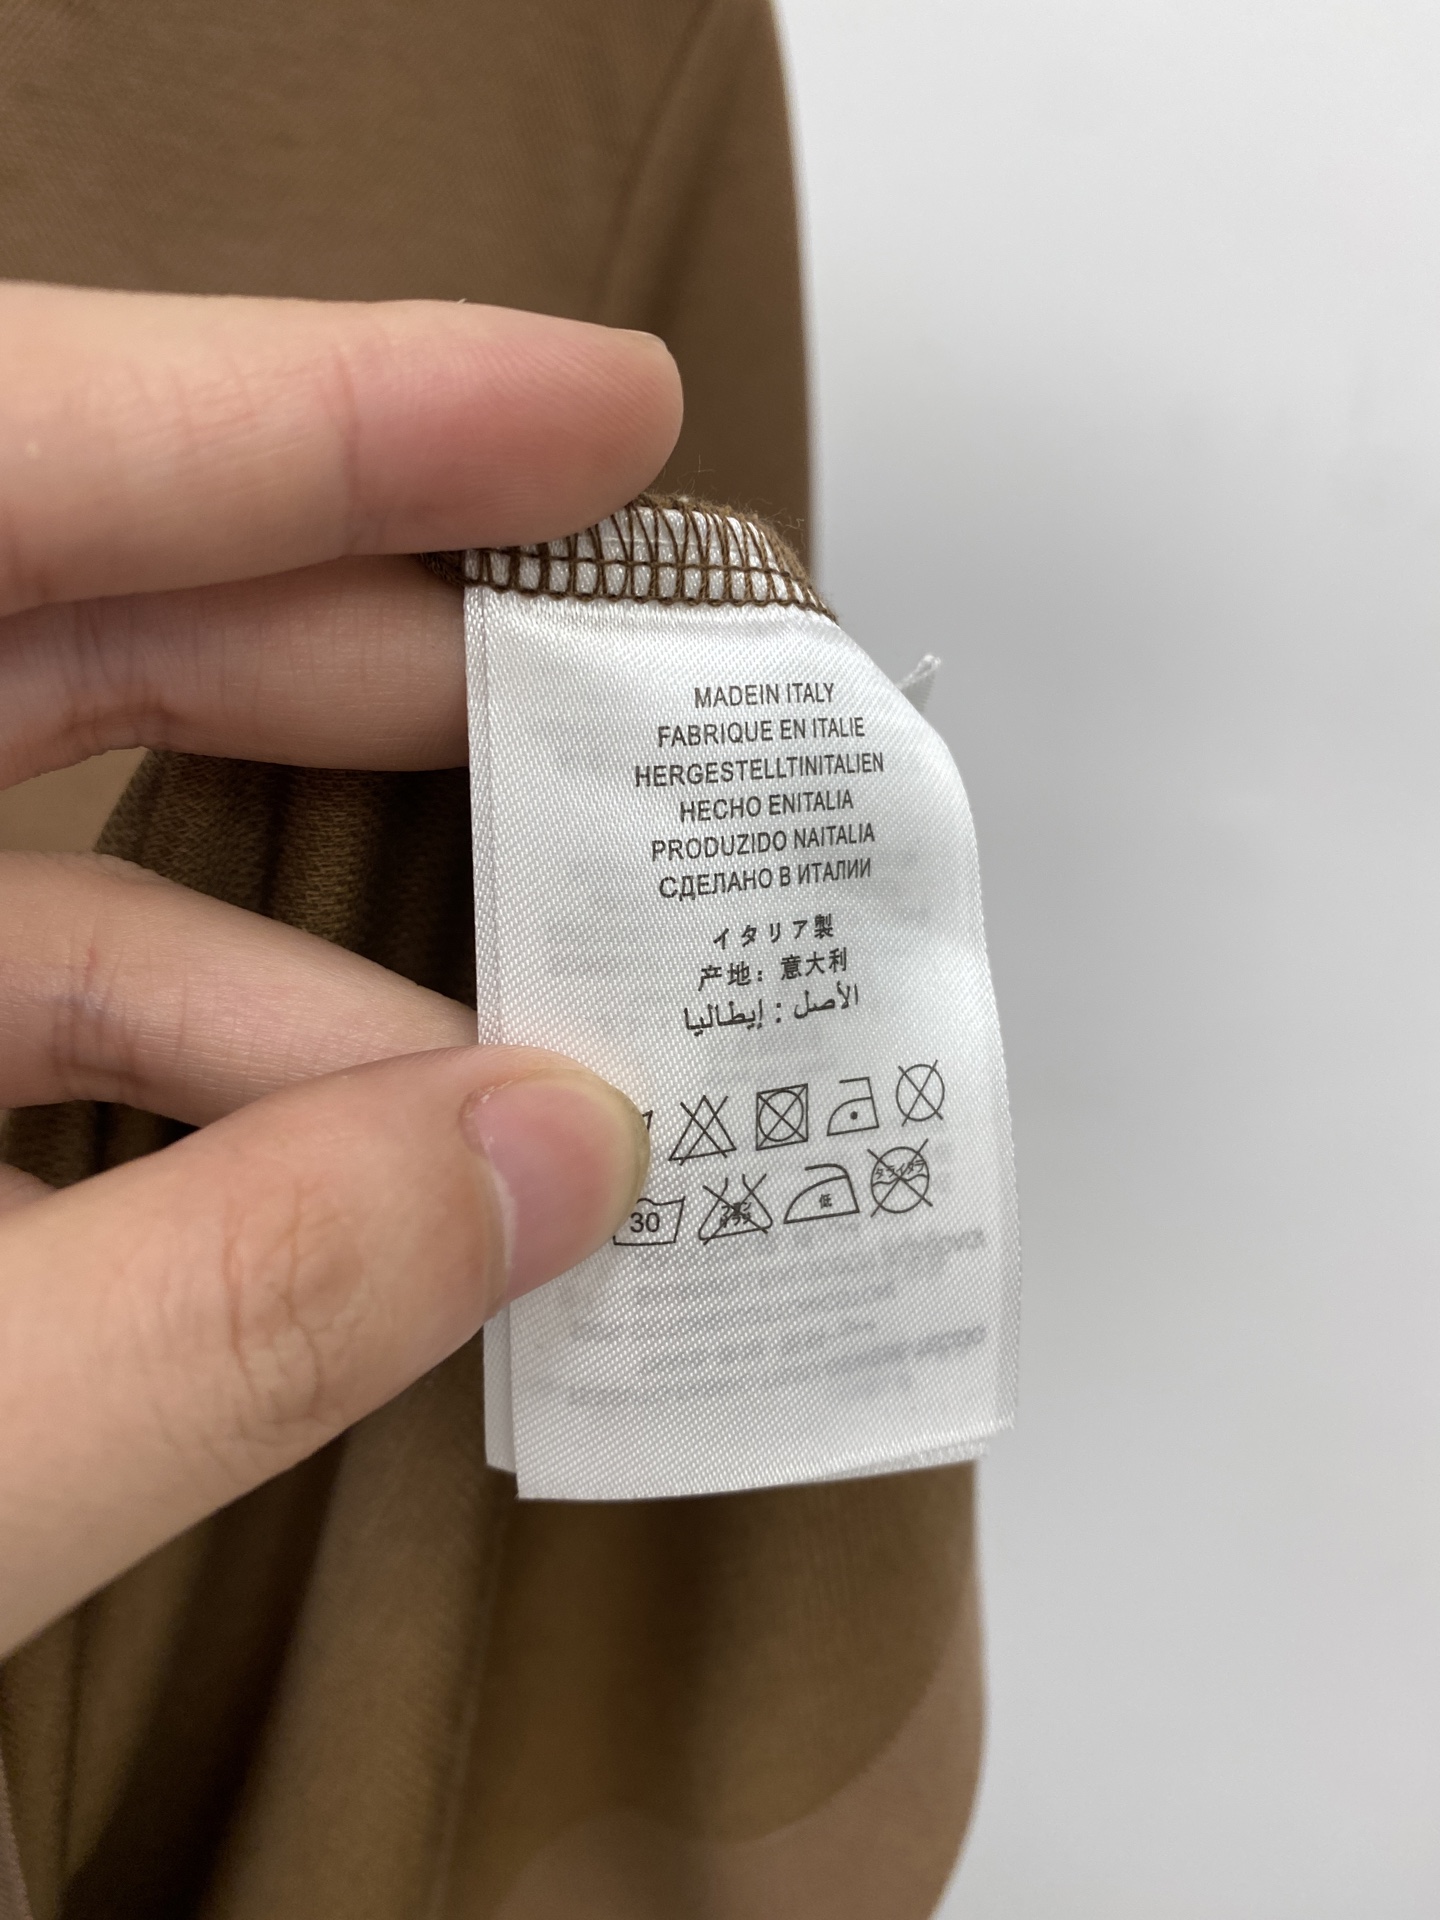 MADEIN ITALY
FABRIQUE EN ITALIE
HERGESTELLTINITALIEN
HECHO ENITALIA
PRODUZIDO NAITALIA
СДЕЛАНО В ИТАЛИИ
イタリア製
产地：意大利
الأصل : إيطاليا
30
低